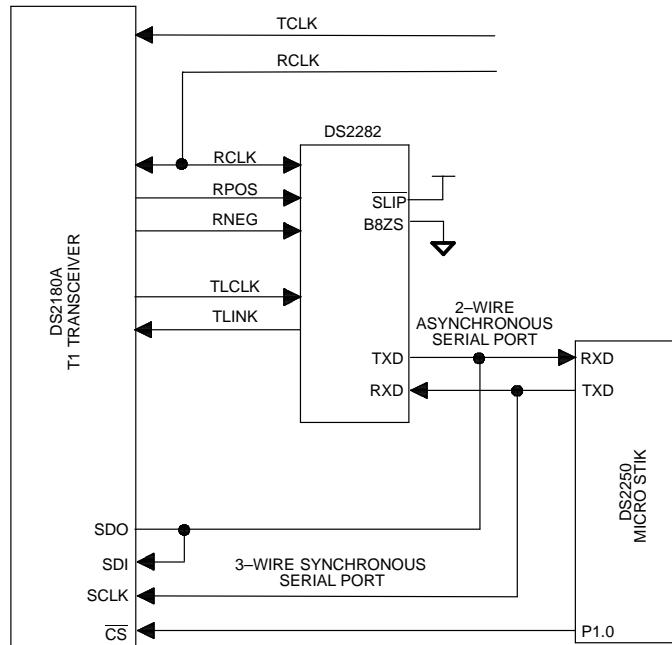 TCLK
RCLK
DS2282
RCLK
RPOS
RNEG
SLIP
B8ZS
DS2180A
T1 TRANSCEIVER
TLCLK
TLINK
2–WIRE
ASYNCHRONOUS
SERIAL PORT
TXD
RXD
RXD
TXD
DS2250
MICRO STIK
SDO
SDI
3–WIRE SYNCHRONOUS
SERIAL PORT
SCLK
CS
P1.0